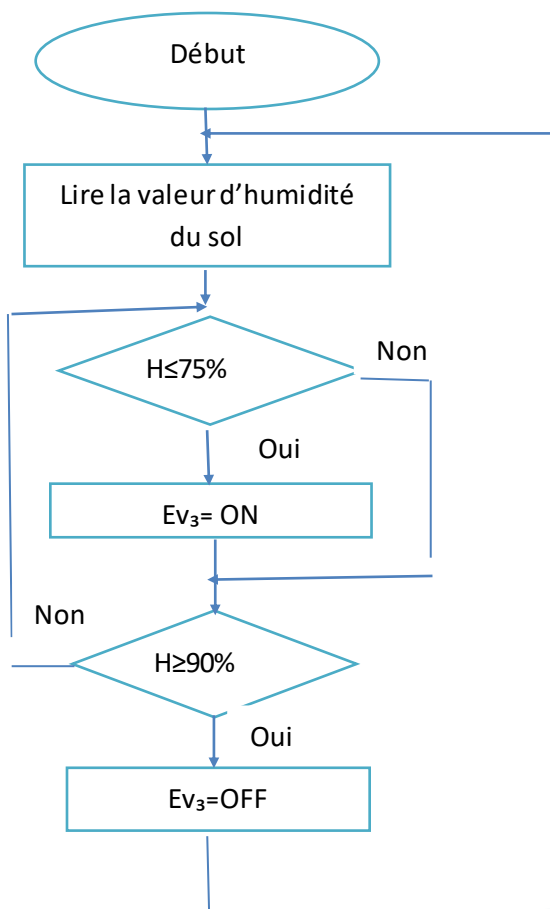 Début
Lire la valeur d’humidité
du sol
H≤75%
Non
Oui
Ev₃= ON
Non
H≥90%
Oui
Ev₃=OFF